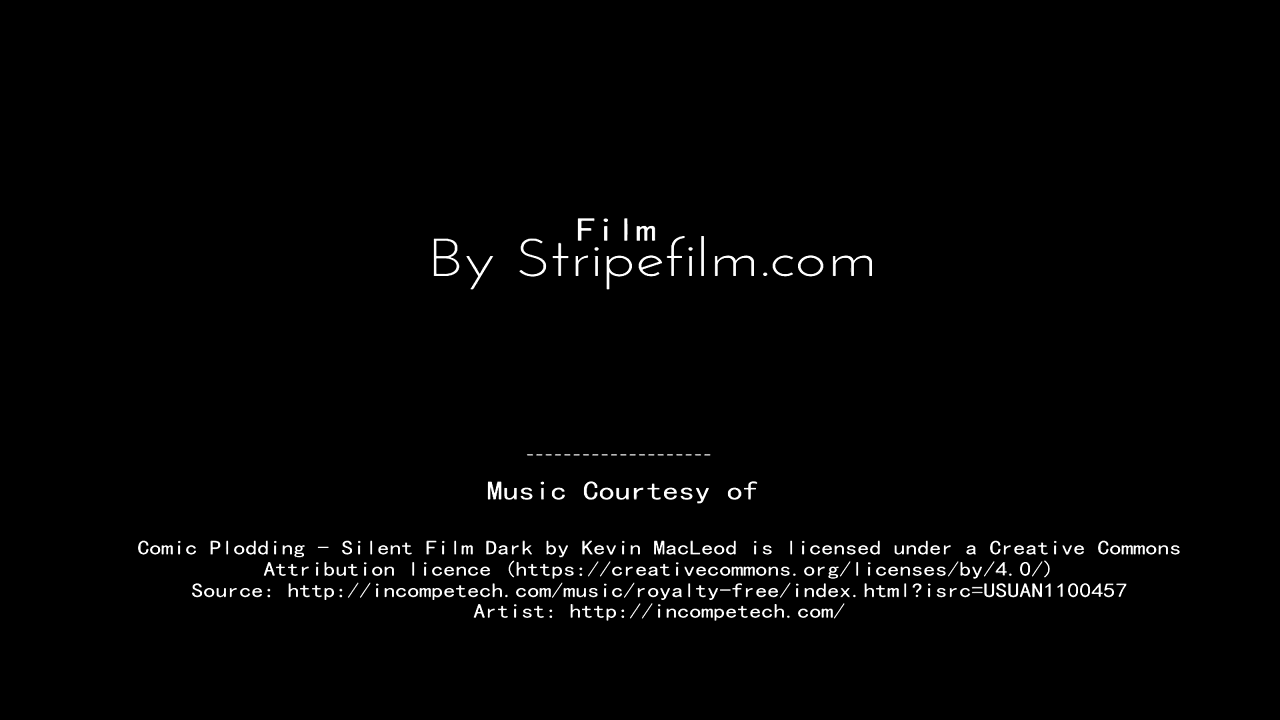 Film
By Stripefilm.com
--------------------
Music Courtesy of
Comic Plodding - Silent Film Dark by Kevin MacLeod is licensed under a Creative Commons
Attribution licence (https://creativecommons.org/licenses/by/4.0/)
Source: http://incompetech.com/music/royalty-free/index.html?isrc=USUAN1100457
Artist: http://incompetech.com/